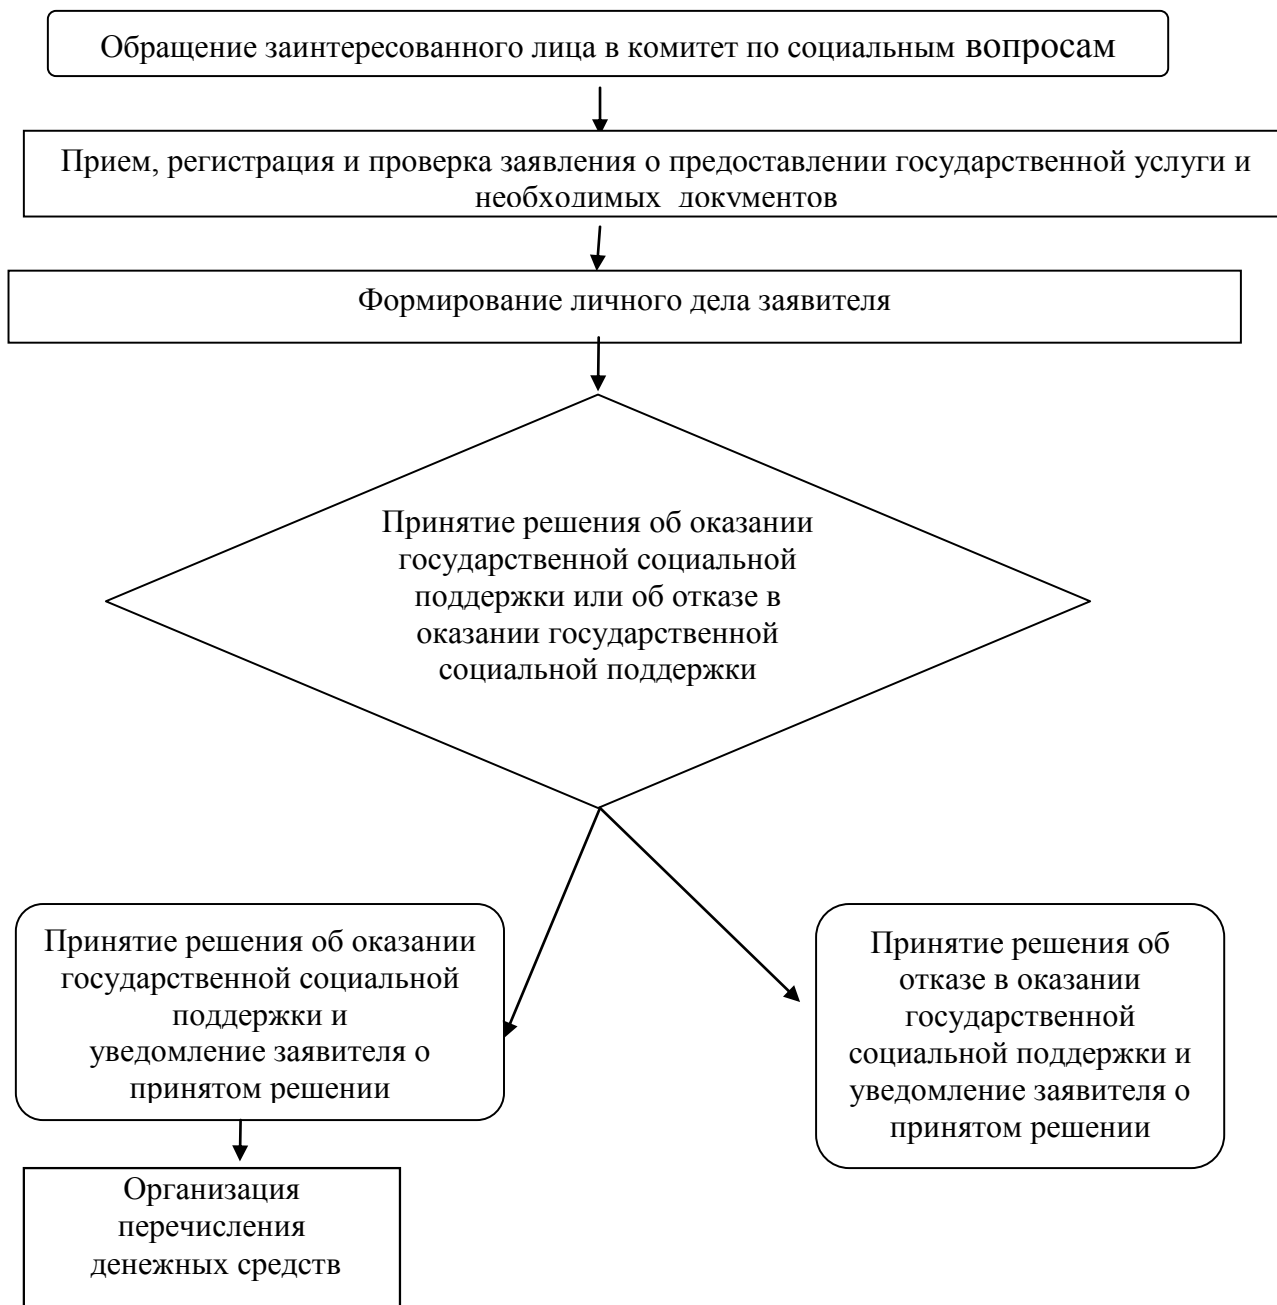 Обращение заинтересованного лица в комитет по социальным вопросам
Прием, регистрация и проверка заявления о предоставлении государственной услуги и
необходимых документов
Формирование личного дела заявителя
Принятие решения об оказании
государственной социальной
поддержки или об отказе в
оказании государственной
социальной поддержки
Принятие решения об оказании
государственной социальной
поддержки и
уведомление заявителя о
принятом решении
Принятие решения об
отказе в оказании
государственной
социальной поддержки и
уведомление заявителя о
принятом решении
Организация
перечисления
денежных средств